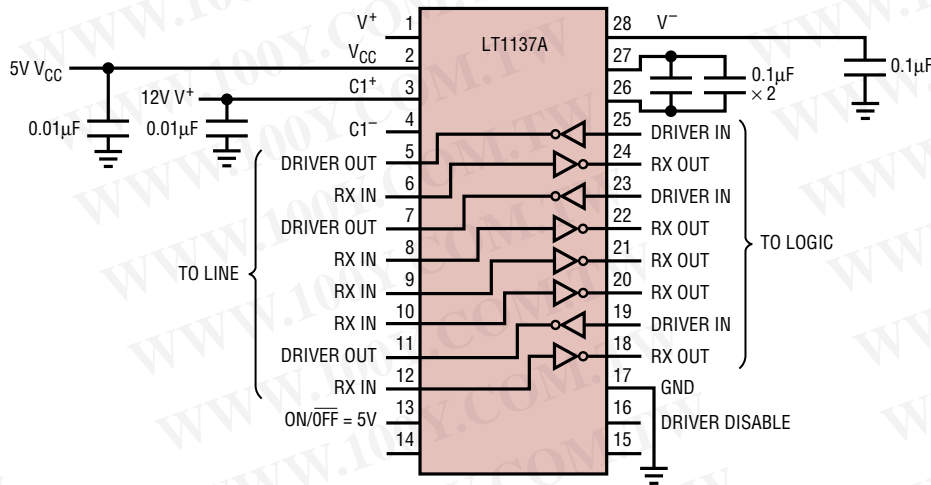 LT1137A
V+
1
28
V−
VCC
2
27
5V VCC
0.1µF
× 2
0.1µF
12V V+
C1+
3
26
0.01µF
0.01µF
C1−
4
25
DRIVER IN
DRIVER OUT
5
24
RX OUT
RX IN
6
23
DRIVER IN
DRIVER OUT
7
22
RX OUT
RX IN
8
21
RX OUT
TO LINE
TO LOGIC
RX IN
9
20
RX OUT
RX IN
10
19
DRIVER IN
DRIVER OUT
11
18
RX OUT
RX IN
12
17
GND
ON/OFF = 5V
13
16
DRIVER DISABLE
14
15
WWW.100Y.COM.TW